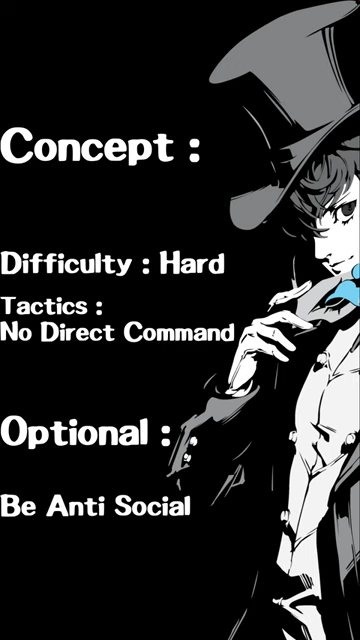 Concept :
Difficulty : Hard
Tactics :
No Direct Command
Optional :
Be Anti Social